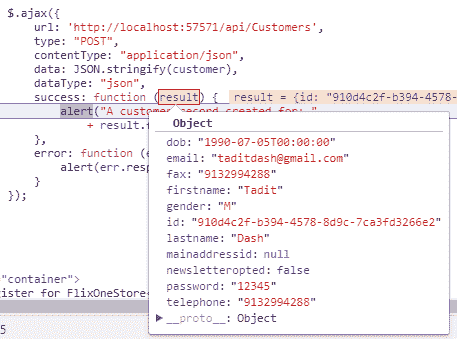 $.ajax({
url: 'http://localhost:57571/api/Customers',
type: "POST",
contentType: "application/json",
data: JSON.stringify(customer),
dataType: "json",
success: function (result) { result = {id: "910d4c2f-b394-4578-
alert("A customer record created for: "
+ result.f
},
error: function (e
alert(err.resp
}
});
Object
dob: "1990-07-05T00:00:00"
email: "taditdash@gmail.com"
fax: "9132994288"
firstname: "Tadit"
gender: "M"
id: "910d4c2f-b394-4578-8d9c-7ca3fd3266e2"
lastname: "Dash"
mainaddressid: null
newsletteropted: false
password: "12345"
telephone: "9132994288"
▶__proto__: Object
"container">
gister for FlixOneStore<
5